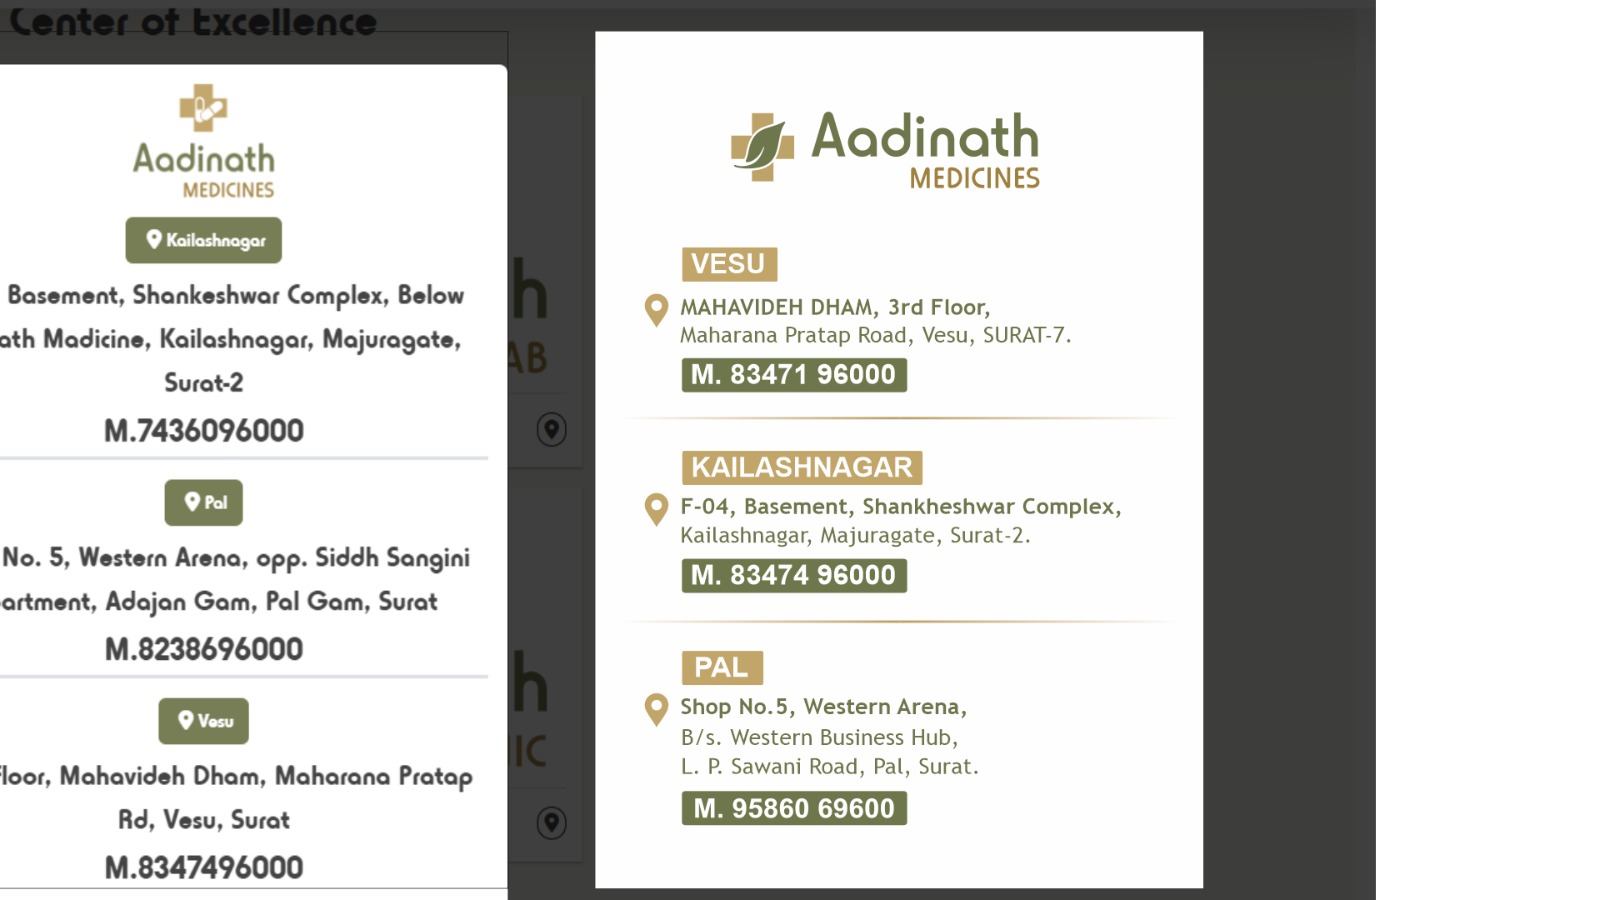 Center of Excellence
Aadinath
MEDICINES
Kailashnagar
Basement, Shankeshwar Complex, Below
ath Madicine, Kailashnagar, Majuragate,
Surat-2
M.7436096000
Pal
No. 5, Western Arena, opp. Siddh Sangini
artment, Adajan Gam, Pal Gam, Surat
M.8238696000
Vesu
Floor, Mahavideh Dham, Maharana Pratap
Rd, Vesu, Surat
M.8347496000
h
AB
h
IC
Aadinath
MEDICINES
VESU
MAHAVIDEH DHAM, 3rd Floor,
Maharana Pratap Road, Vesu, SURAT-7.
M. 83471 96000
KAILASHNAGAR
F-04, Basement, Shankheshwar Complex,
Kailashnagar, Majuragate, Surat-2.
M. 83474 96000
PAL
Shop No.5, Western Arena,
B/s. Western Business Hub,
L. P. Sawani Road, Pal, Surat.
M. 95860 69600